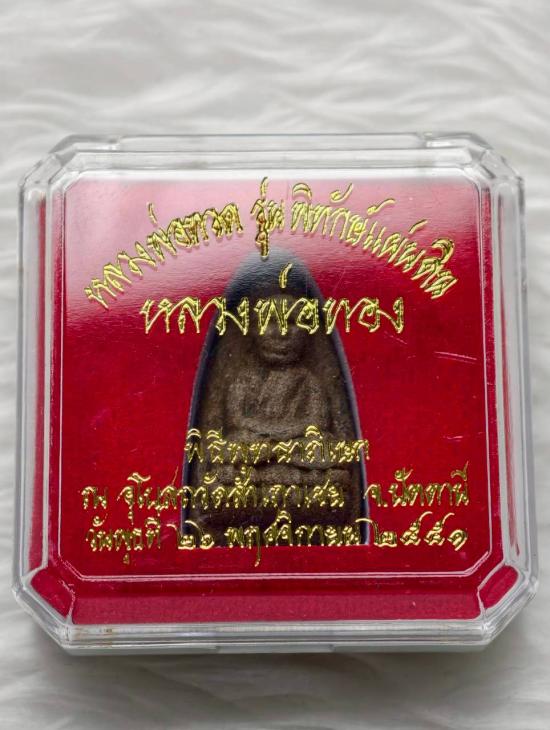 หลวงพ่อทวด รุ่น พิทักษ์แผ่นดิน
หลวงพ่อทอง
พิธีพุทธาภิเษก
ณ อุโบสถวัดสำเภาเชย จ.ปัตตานี
วันพุธที่ ๒๖ พฤศจิกายน ๒๕๕๑